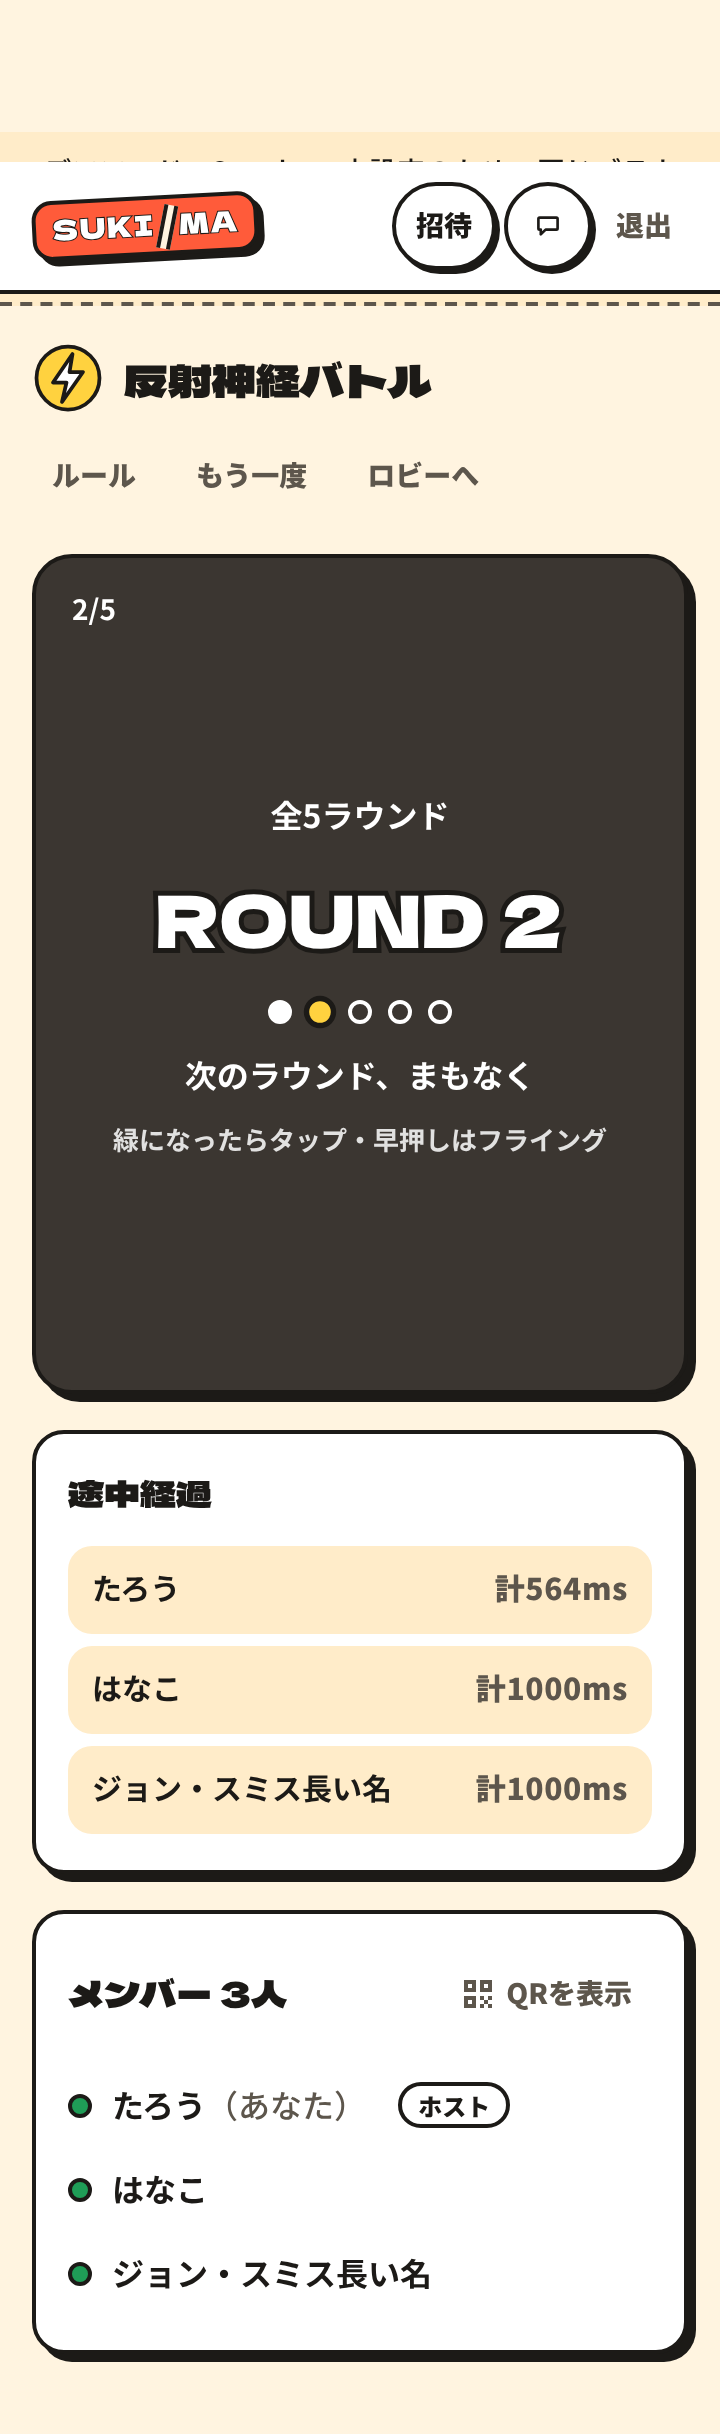 SUKI//MA
招待
退出
反射神経バトル
ルール もう一度 ロビーへ
2/5
全5ラウンド
ROUND 2
次のラウンド、まもなく
緑になったらタップ・早押しはフライング
途中経過
たろう 計564ms
はなこ 計1000ms
ジョン・スミス長い名 計1000ms
メンバー 3人 QRを表示
たろう（あなた） ホスト
はなこ
ジョン・スミス長い名